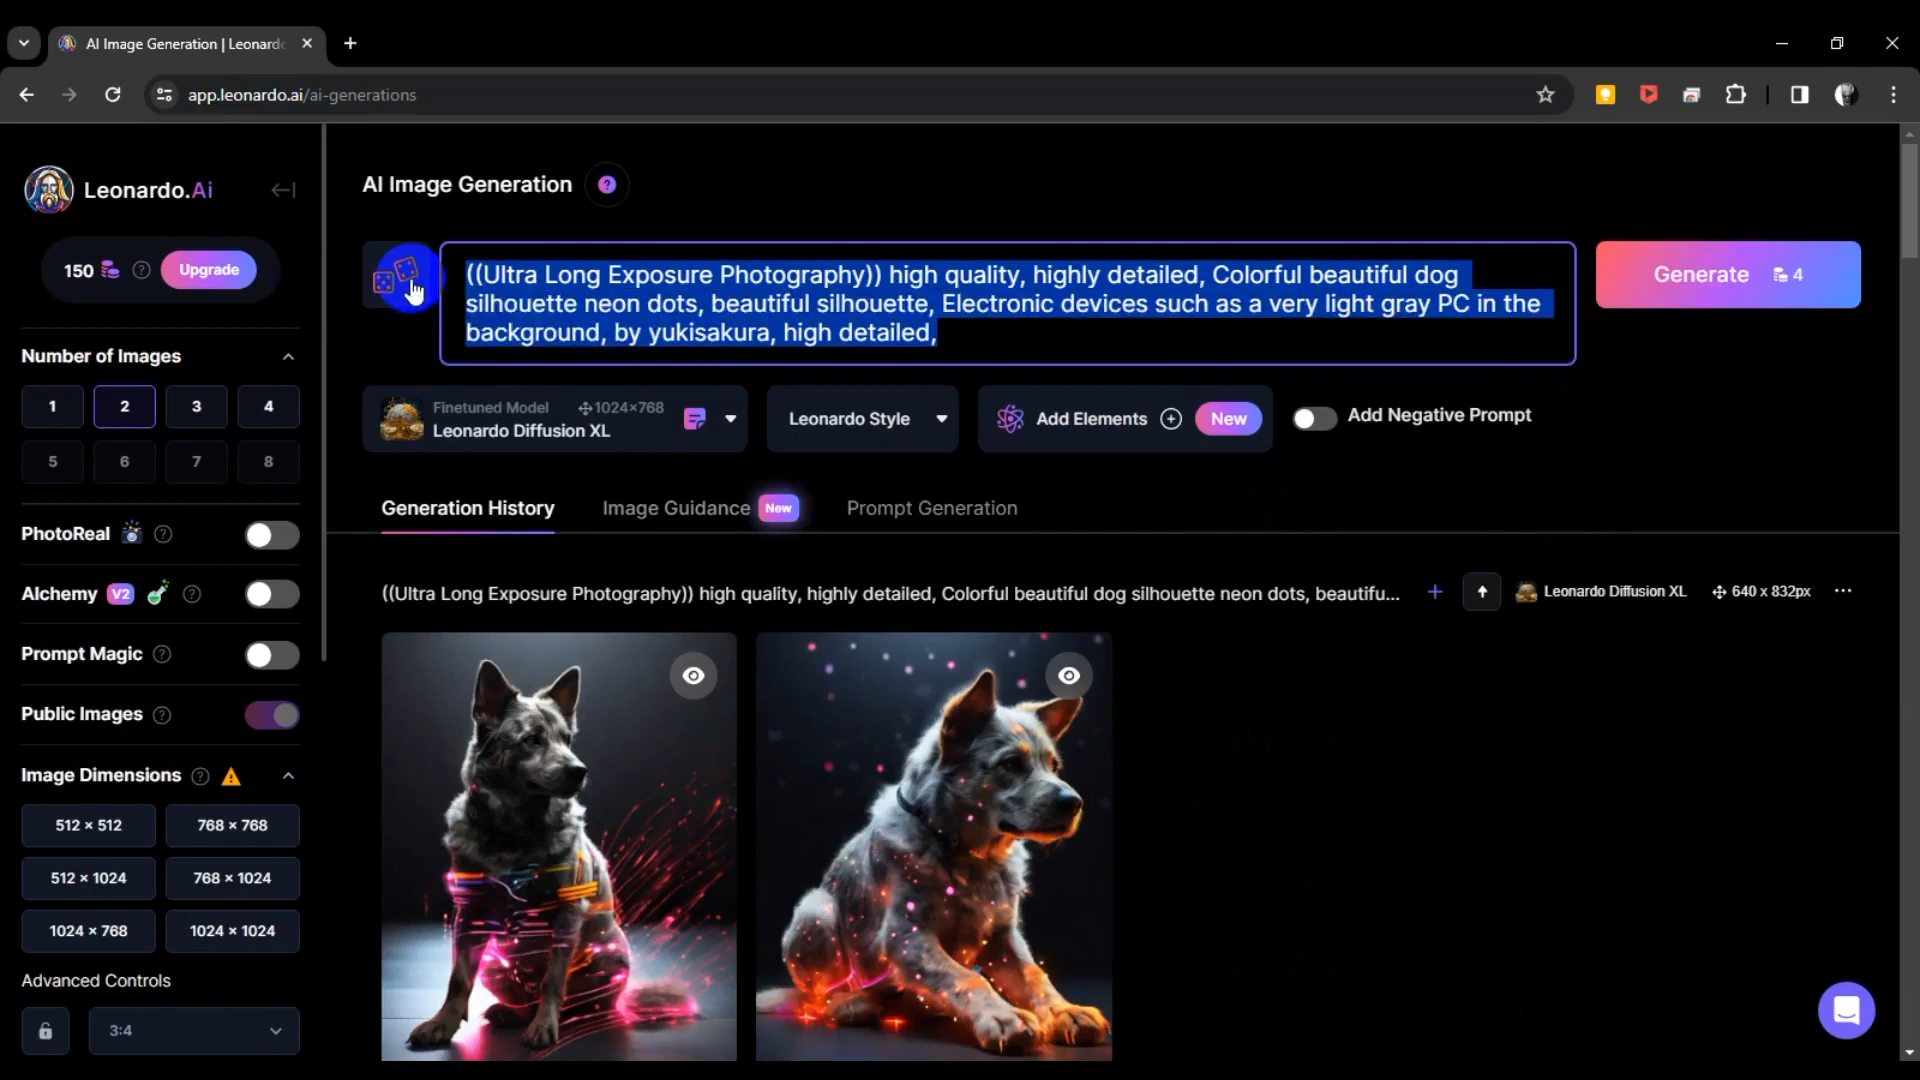 AI Image Generation | Leonardo
app.leonardo.ai/ai-generations
Leonardo.Ai
150
Upgrade
Number of Images
1
2
3
4
5
6
7
8
PhotoReal
Alchemy V2
Prompt Magic
Public Images
Image Dimensions
512 × 512
768 × 768
512 × 1024
768 × 1024
1024 × 768
1024 × 1024
Advanced Controls
3:4
AI Image Generation
((Ultra Long Exposure Photography)) high quality, highly detailed, Colorful beautiful dog
silhouette neon dots, beautiful silhouette, Electronic devices such as a very light gray PC in the
background, by yukisakura, high detailed,
Generate 4
Finetuned Model 1024×768
Leonardo Diffusion XL
Leonardo Style
Add Elements
New
Add Negative Prompt
Generation History
Image Guidance New
Prompt Generation
((Ultra Long Exposure Photography)) high quality, highly detailed, Colorful beautiful dog silhouette neon dots, beautifu...
Leonardo Diffusion XL
640 x 832px